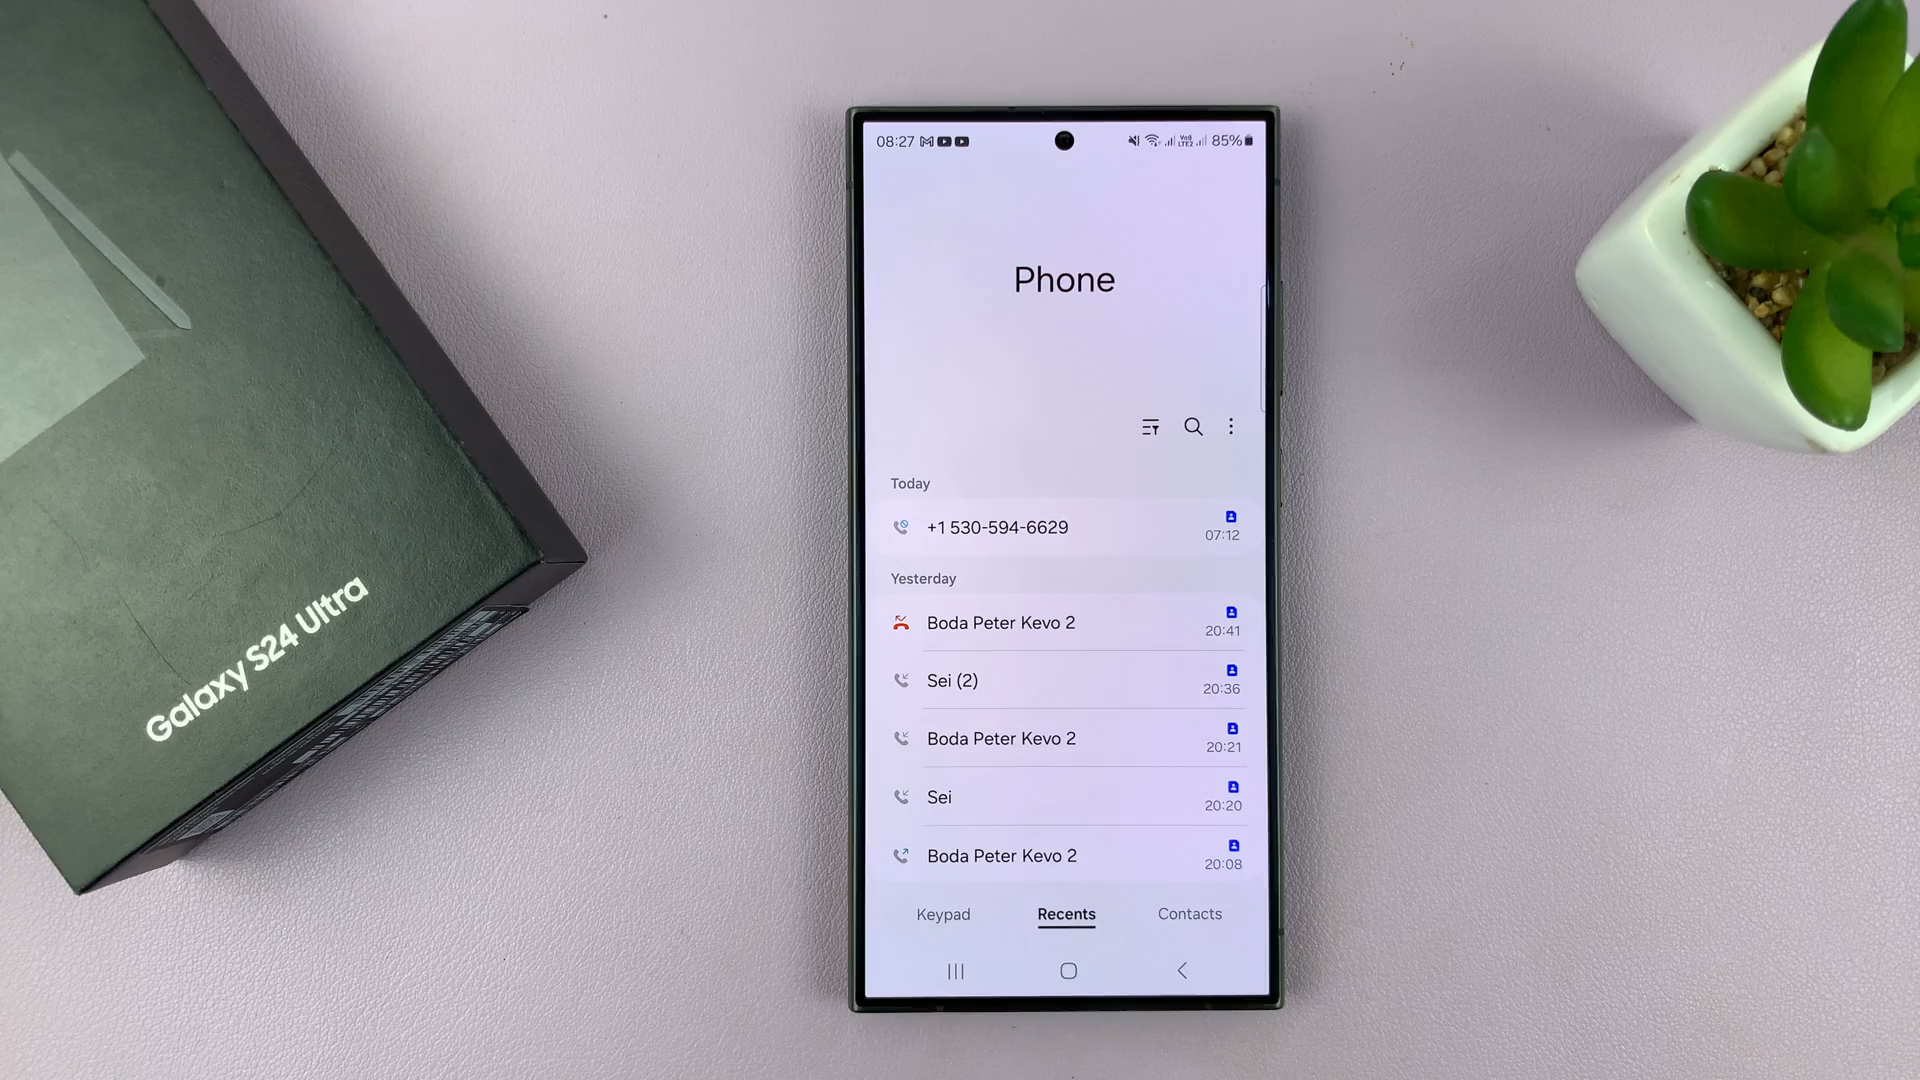 Galaxy S24 Ultra
08:27
85%
Phone
Today
+1 530-594-6629
07:12
Yesterday
Boda Peter Kevo 2
20:41
Sei (2)
20:36
Boda Peter Kevo 2
20:21
Sei
20:20
Boda Peter Kevo 2
20:08
Keypad Recents Contacts